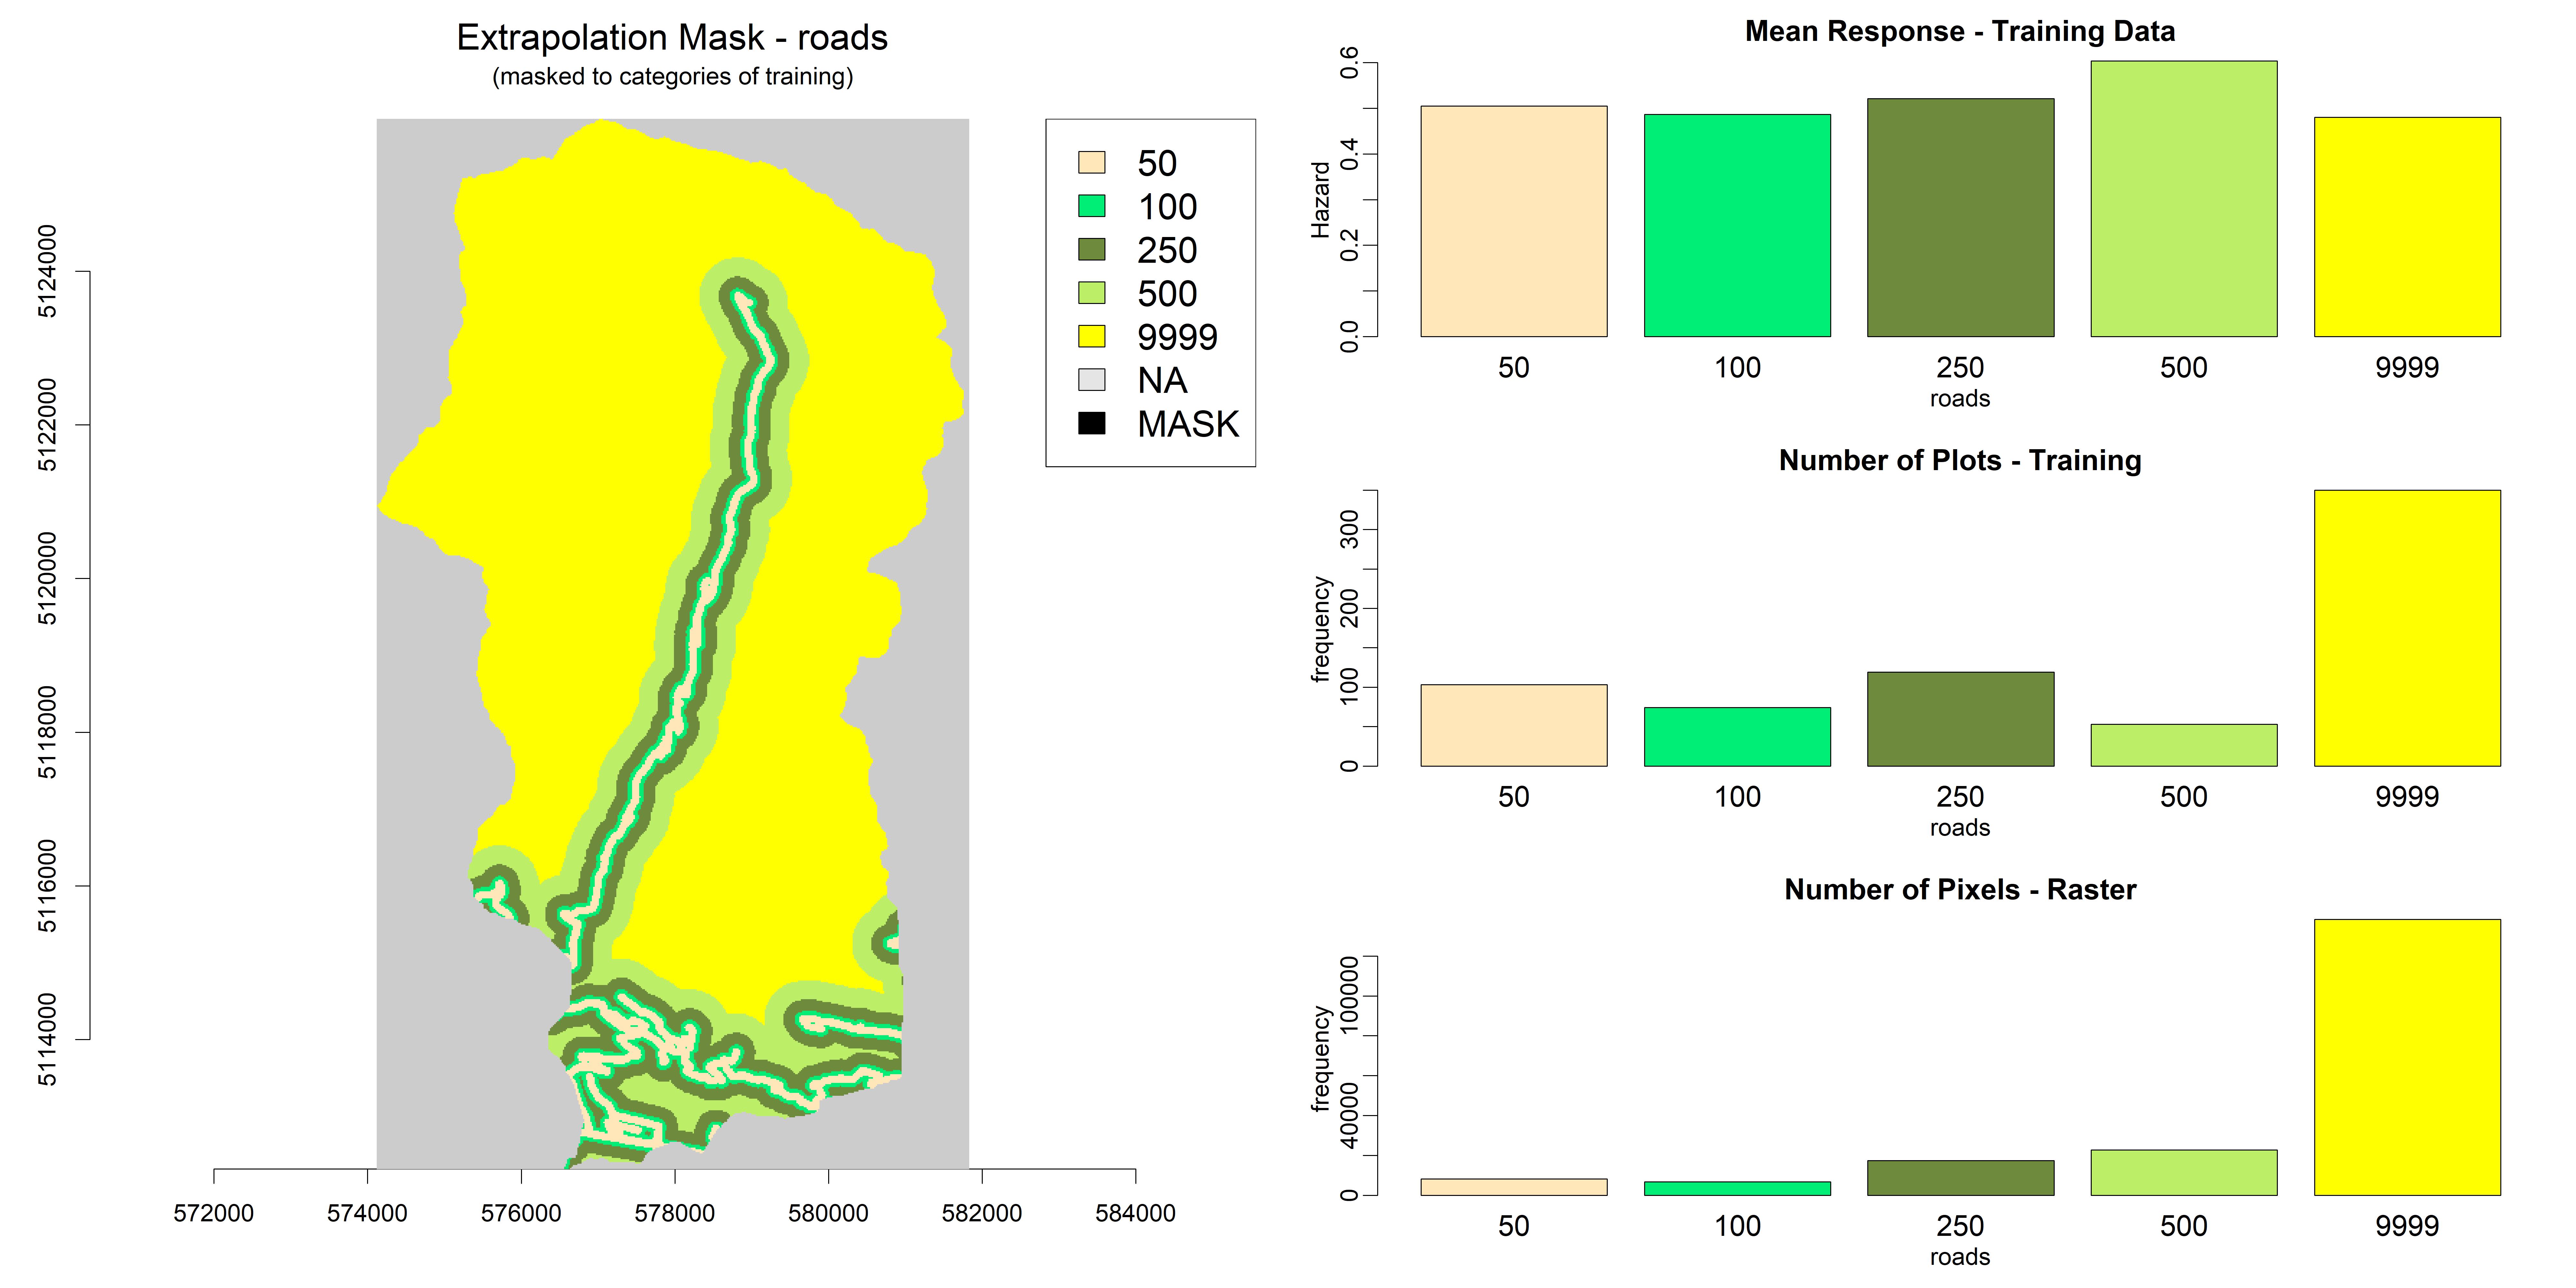 Extrapolation Mask - roads
(masked to categories of training)
5124000
5122000
5120000
5118000
5116000
5114000
572000 574000 576000 578000 580000 582000 584000
50
100
250
500
9999
NA
MASK
Mean Response - Training Data
Hazard
0.6
0.4
0.2
0.0
50 100 250 500 9999
roads
Number of Plots - Training
frequency
300
200
100
0
50 100 250 500 9999
roads
Number of Pixels - Raster
frequency
100000
40000
0
50 100 250 500 9999
roads